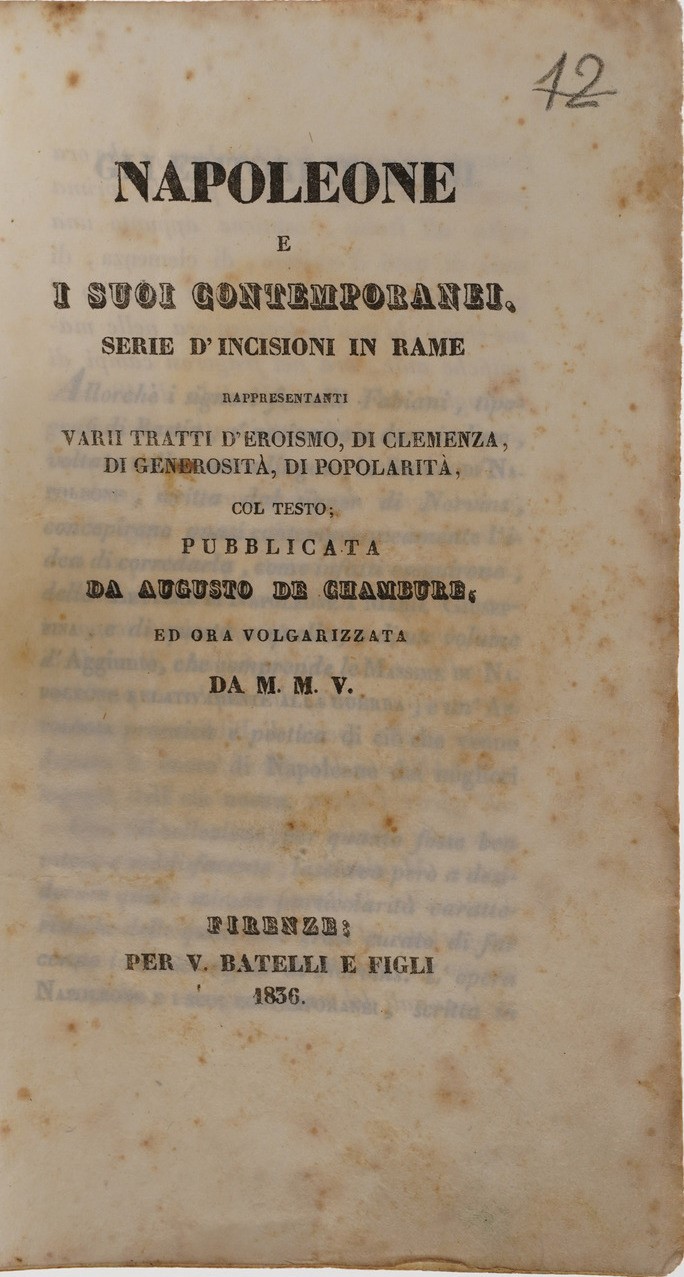 12
NAPOLEONE
E
I SUOI CONTEMPORANEI.
SERIE D'INCISIONI IN RAME
RAPPRESENTANTI
VARII TRATTI D'EROISMO, DI CLEMENZA,
DI GENEROSITÀ, DI POPOLARITÀ,
COL TESTO;
PUBBLICATA
DA AUGUSTO DE CHAMBURE,
ED ORA VOLGARIZZATA
DA M. M. V.
FIRENZE:
PER V. BATELLI E FIGLI
1836.